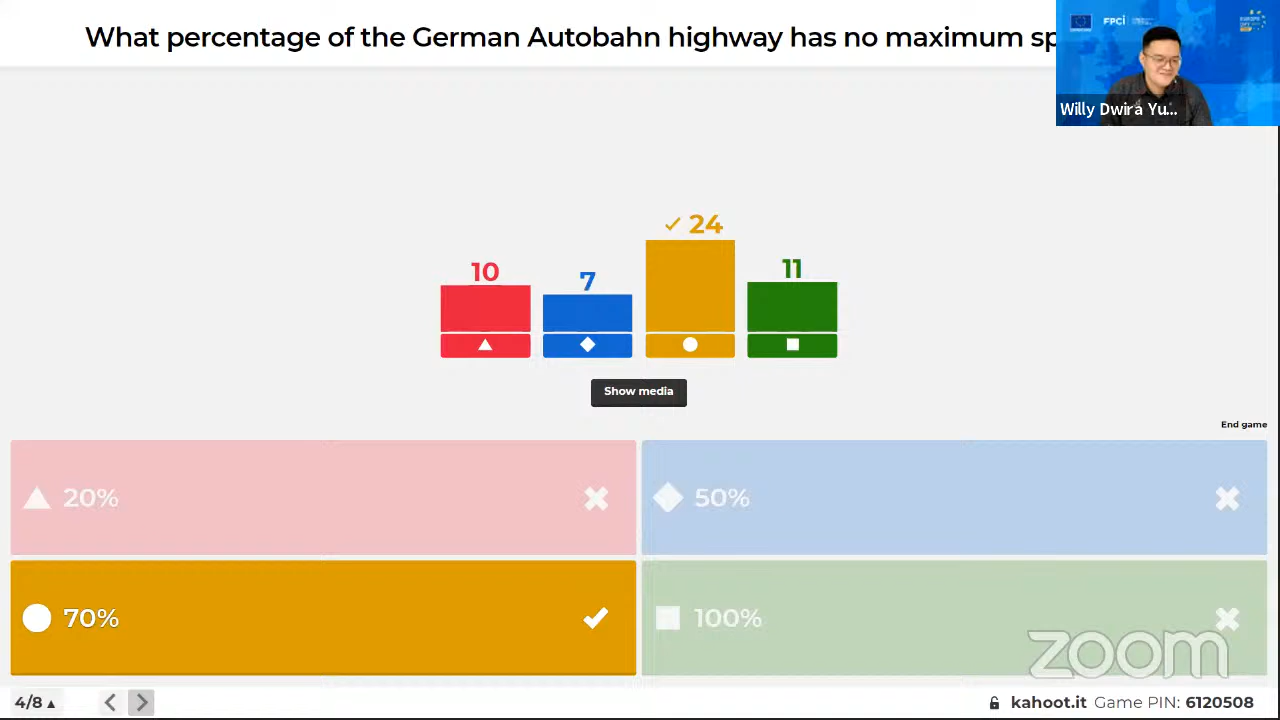 What percentage of the German Autobahn highway has no maximum sp
FPCi
Willy Dwira Yu...
10
7
24
11
Show media
End game
20%
50%
70%
100%
zoom
4/8
kahoot.it Game PIN: 6120508